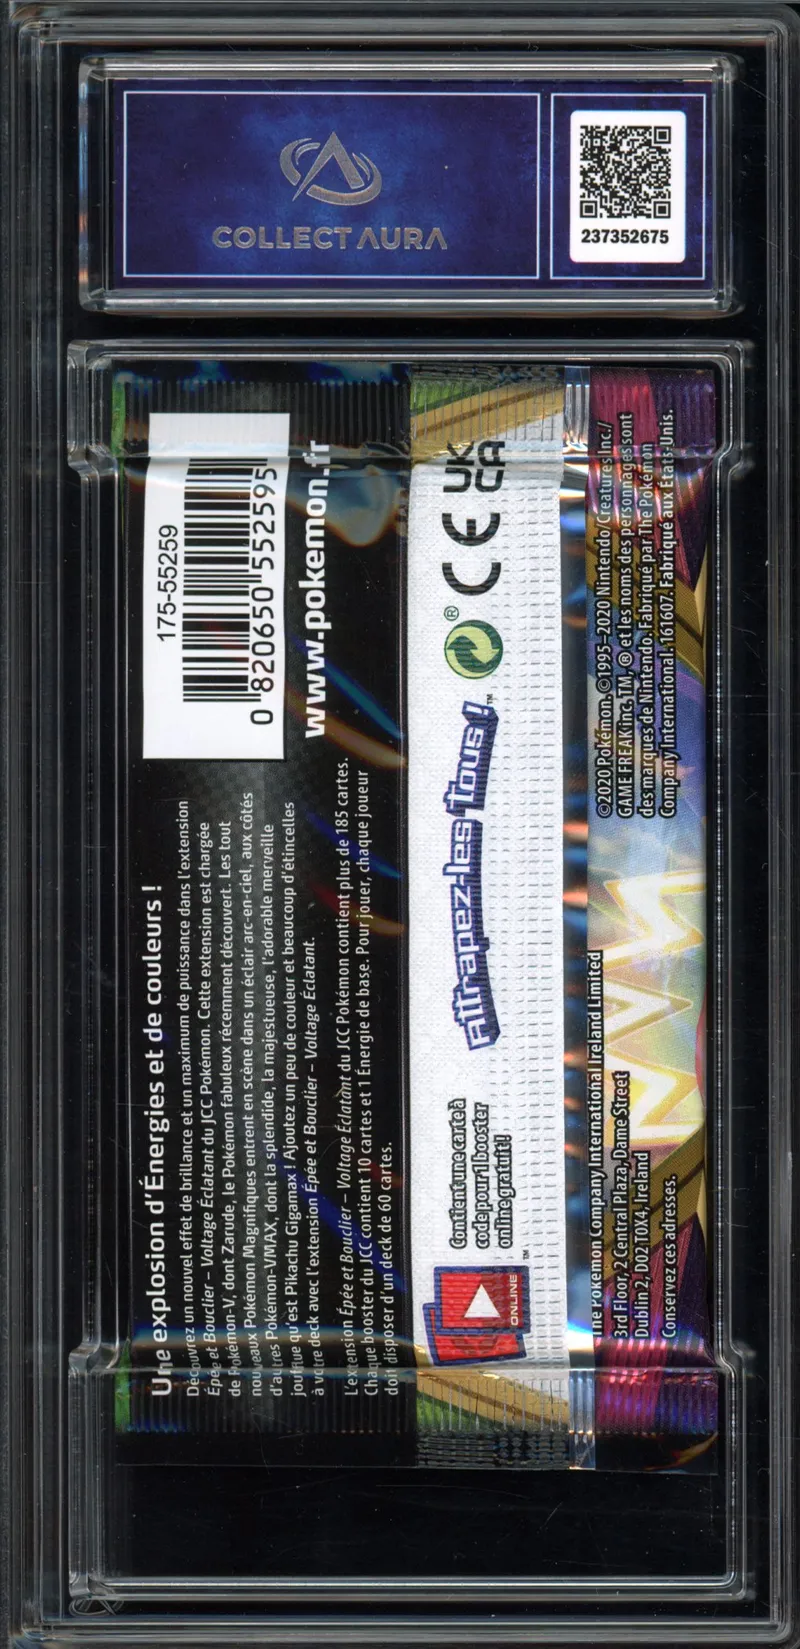 COLLECT AURA
237352675
175-55259
0 820650 552595
www.pokemon.fr
Une explosion d'Énergies et de couleurs !
Découvrez un nouvel effet de brillance et un maximum de puissance dans l'extension
Épée et Bouclier – Voltage Éclatant du JCC Pokémon. Cette extension est chargée
de Pokémon-V, dont Zarude, le Pokémon fabuleux récemment découvert. Les tout
nouveaux Pokémon Magnifiques entrent en scène dans un éclair arc-en-ciel, aux côtés
d'autres Pokémon-VMAX, dont la splendide, la majestueuse, l'adorable merveille
joufflue qu'est Pikachu Gigamax ! Ajoutez un peu de couleur et beaucoup d'étincelles
à votre deck avec l'extension Épée et Bouclier – Voltage Éclatant.
L'extension Épée et Bouclier – Voltage Éclatant du JCC Pokémon contient plus de 185 cartes.
Chaque booster du JCC contient 10 cartes et 1 Énergie de base. Pour jouer, chaque joueur
doit disposer d'un deck de 60 cartes.
ONLINE™
Contient une carte à
code pour 1 booster
online gratuit !
Attrapez-les tous !™
®
CE
UK
CA
The Pokémon Company International Ireland Limited
3rd Floor, 2 Central Plaza, Dame Street
Dublin 2, D02 T0X4, Ireland
Conservez ces adresses.
©2020 Pokémon. ©1995–2020 Nintendo/Creatures Inc./
GAME FREAK inc. TM, ® et les noms des personnages sont
des marques de Nintendo. Fabriqué par The Pokémon
Company International. 161607. Fabriqué aux États-Unis.